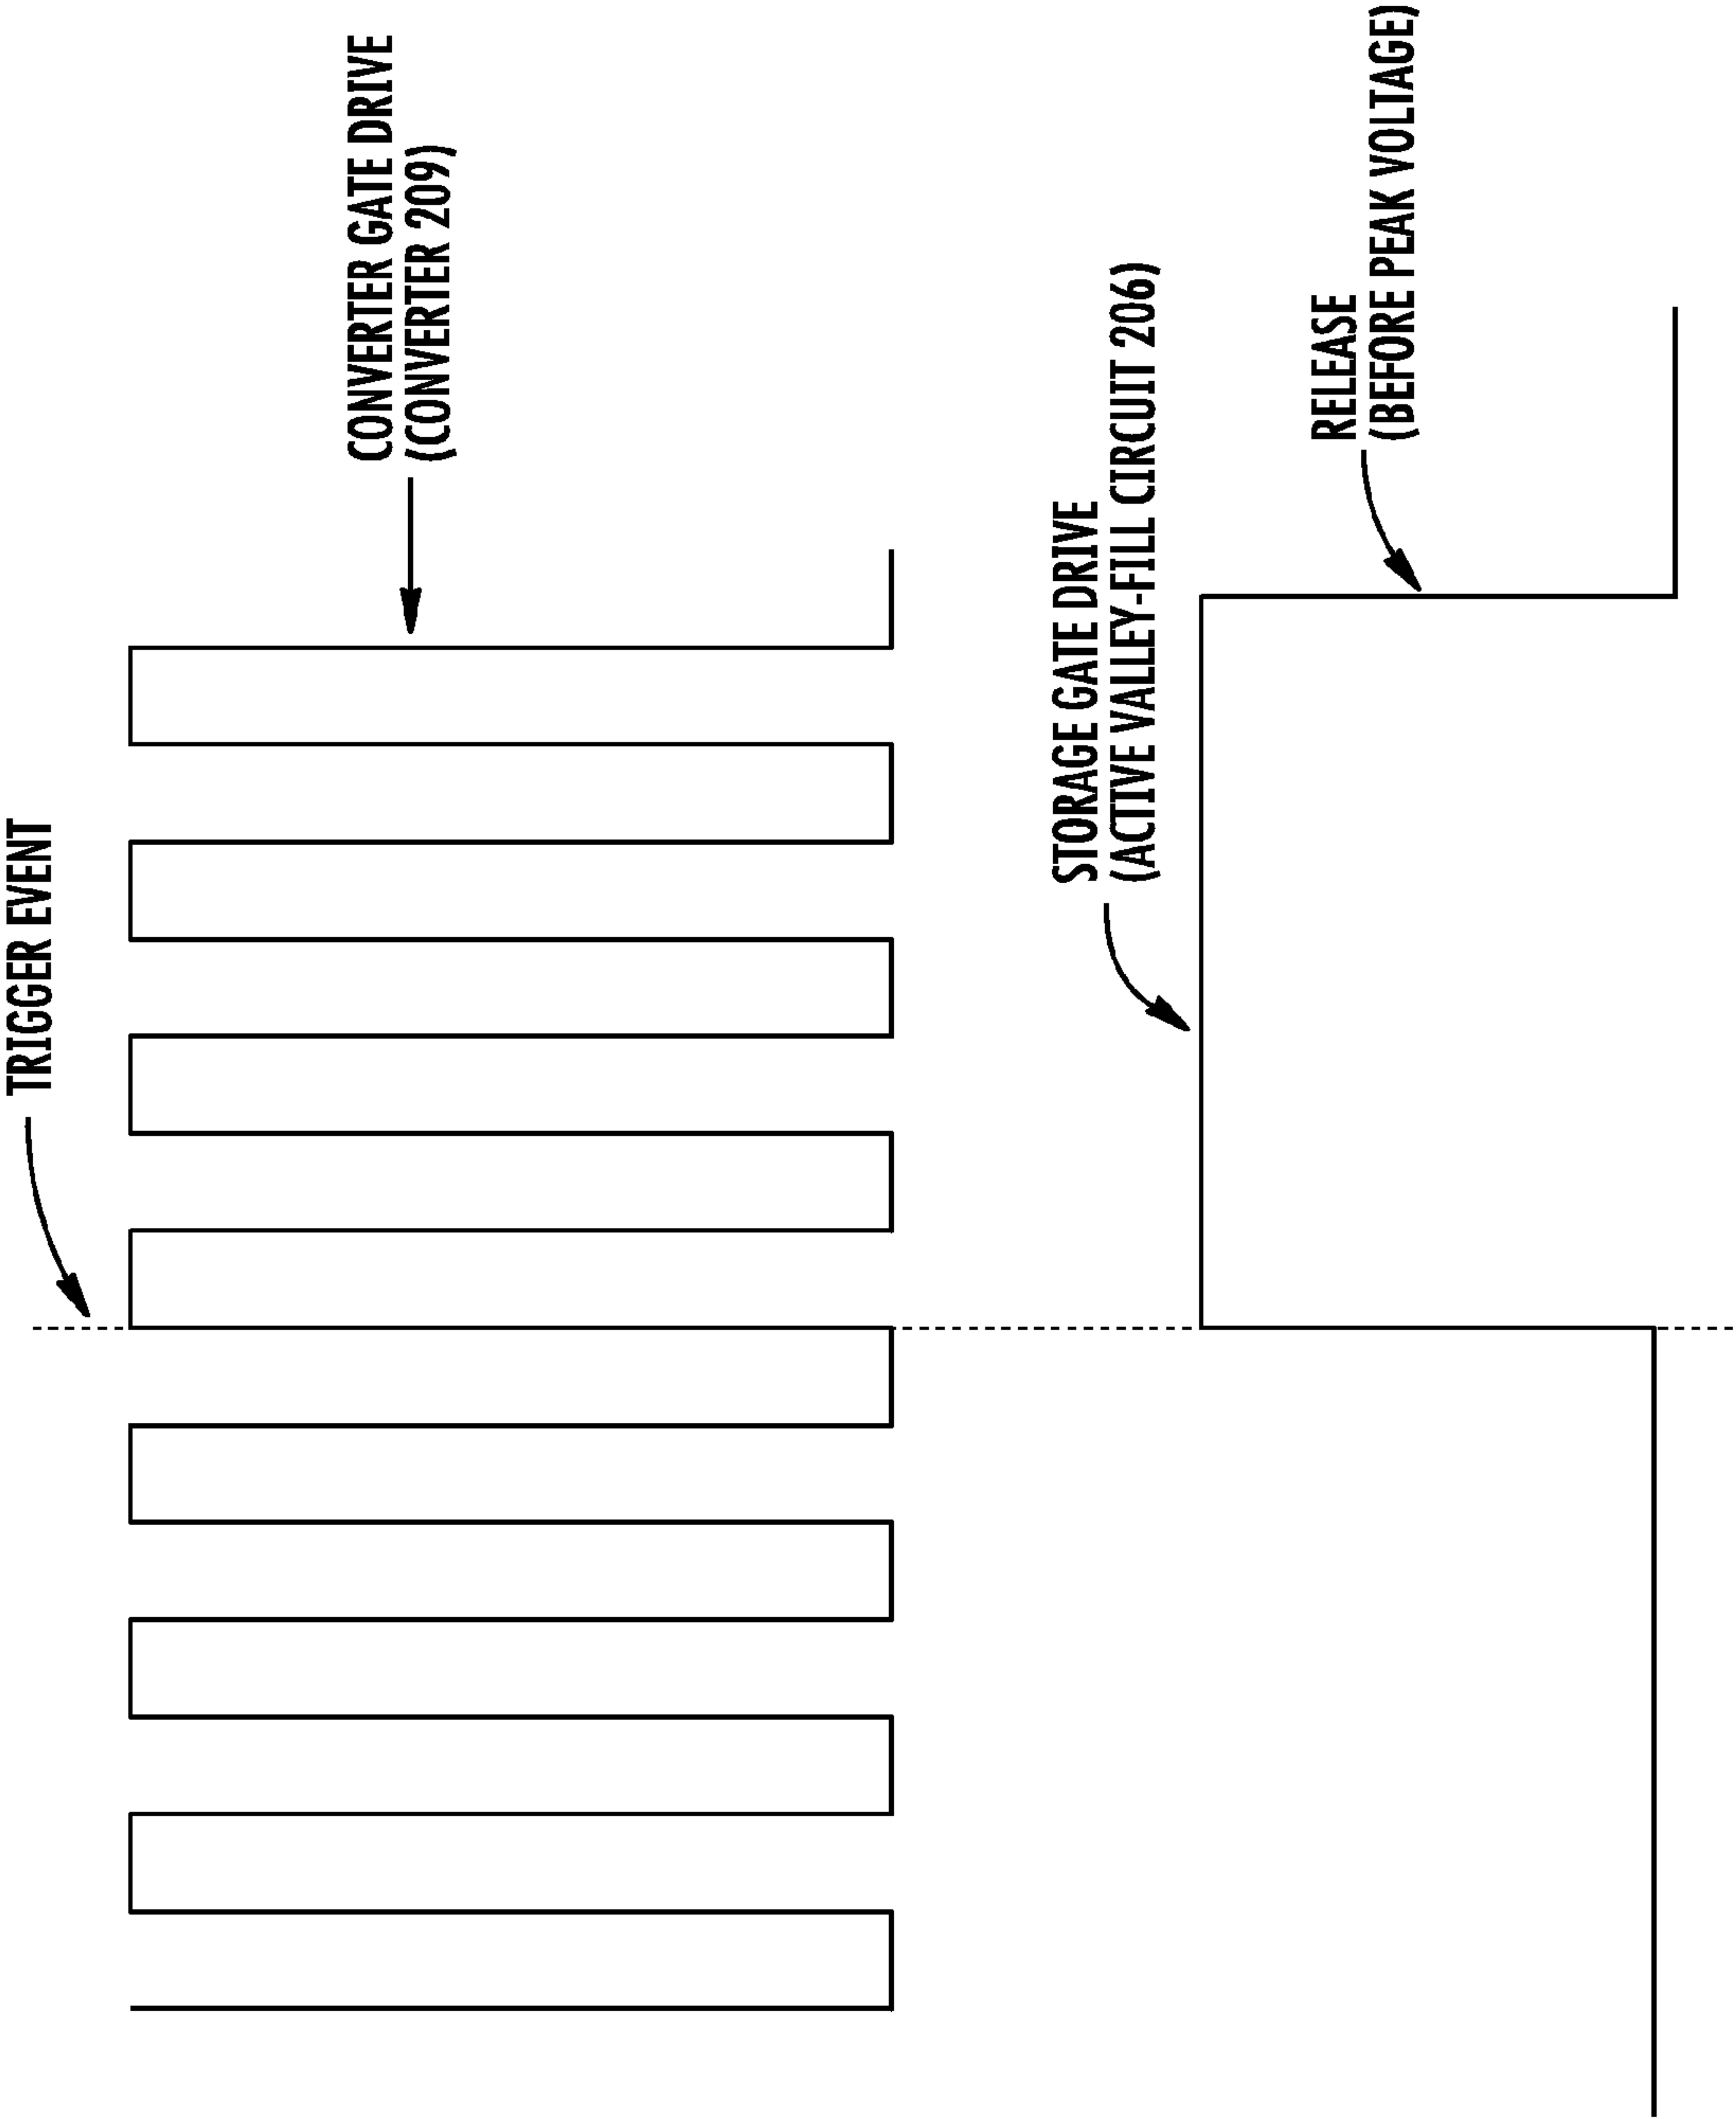 TRIGGER EVENT
CONVERTER GATE DRIVE
(CONVERTER 209)
STORAGE GATE DRIVE
(ACTIVE VALLEY-FILL CIRCUIT 206)
RELEASE
(BEFORE PEAK VOLTAGE)